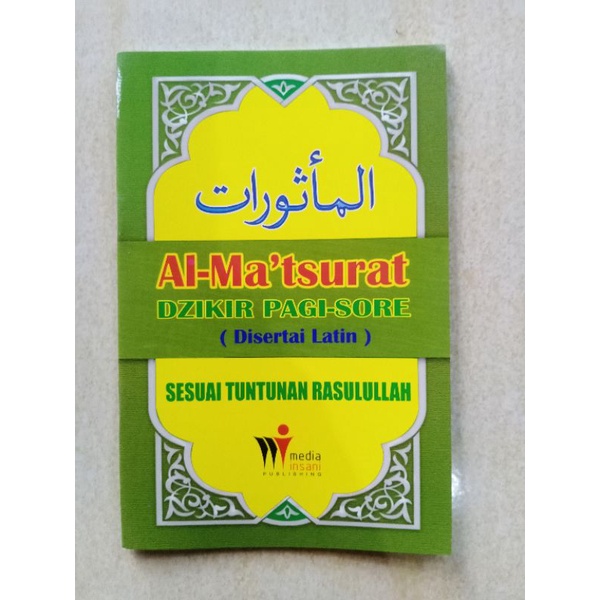 المأثورات
Al-Ma'tsurat
DZIKIR PAGI-SORE
( Disertai Latin )
SESUAI TUNTUNAN RASULULLAH
media
insani
PUBLISHING